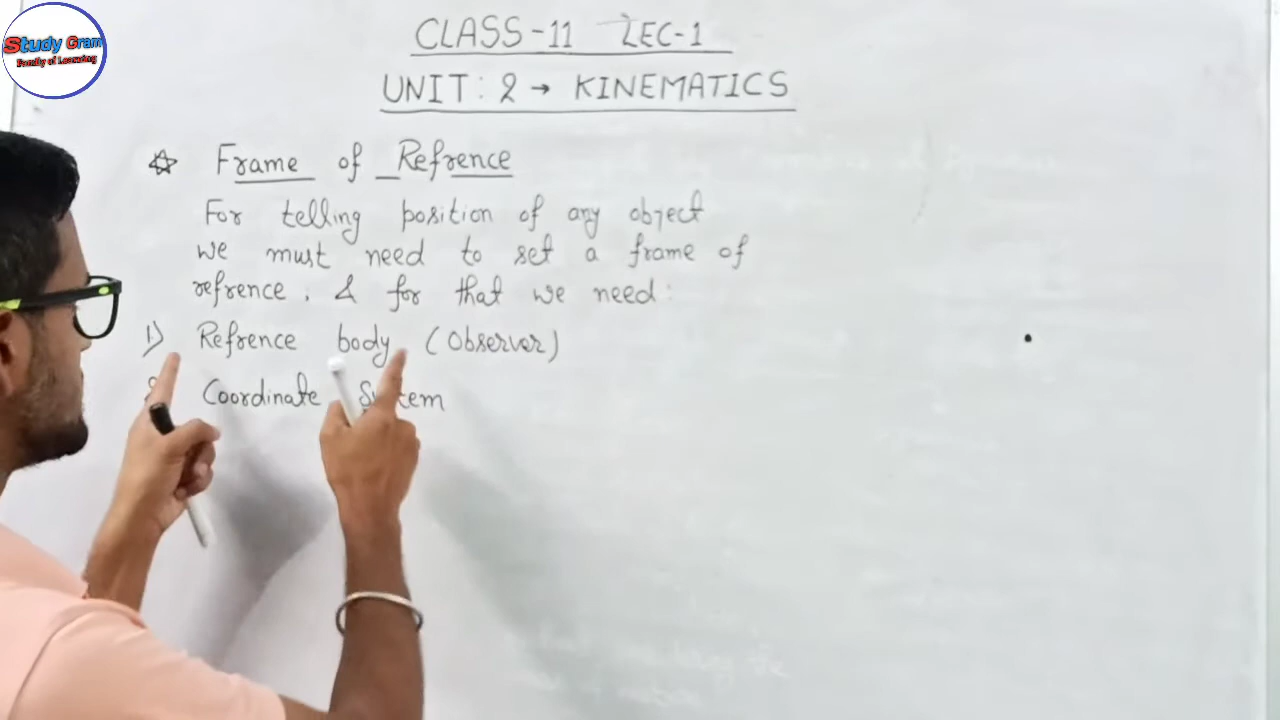 Study Gram
Family of Learning
CLASS-11 LEC-1
UNIT: 2 → KINEMATICS
☆ Frame of Refrence
For telling position of any object
we must need to set a frame of
refrence, & for that we need:
1) Refrence body (Observer)
Coordinate System